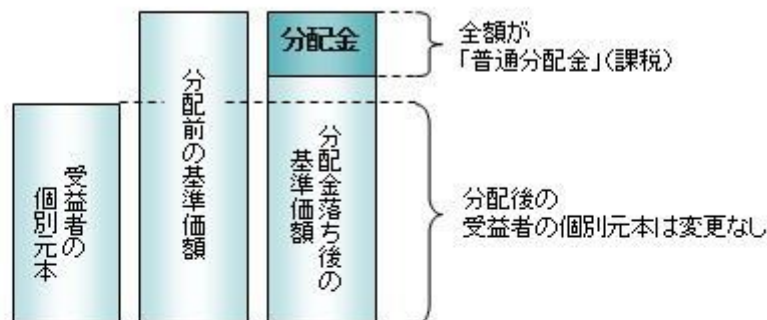 受益者の
個別元本
分配前の基準価額
分配金
分配金落ち後の
基準価額
全額が
「普通分配金」(課税)
分配後の
受益者の個別元本は変更なし